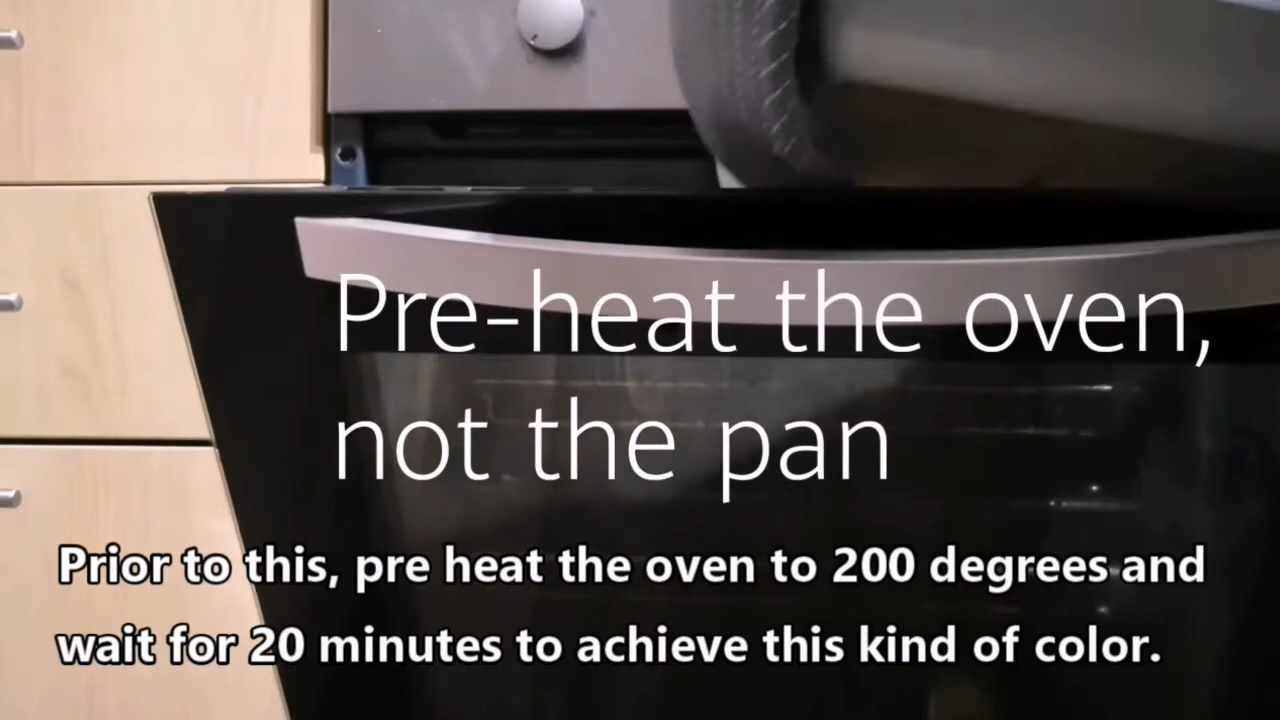 Pre-heat the oven,
not the pan
Prior to this, pre heat the oven to 200 degrees and
wait for 20 minutes to achieve this kind of color.